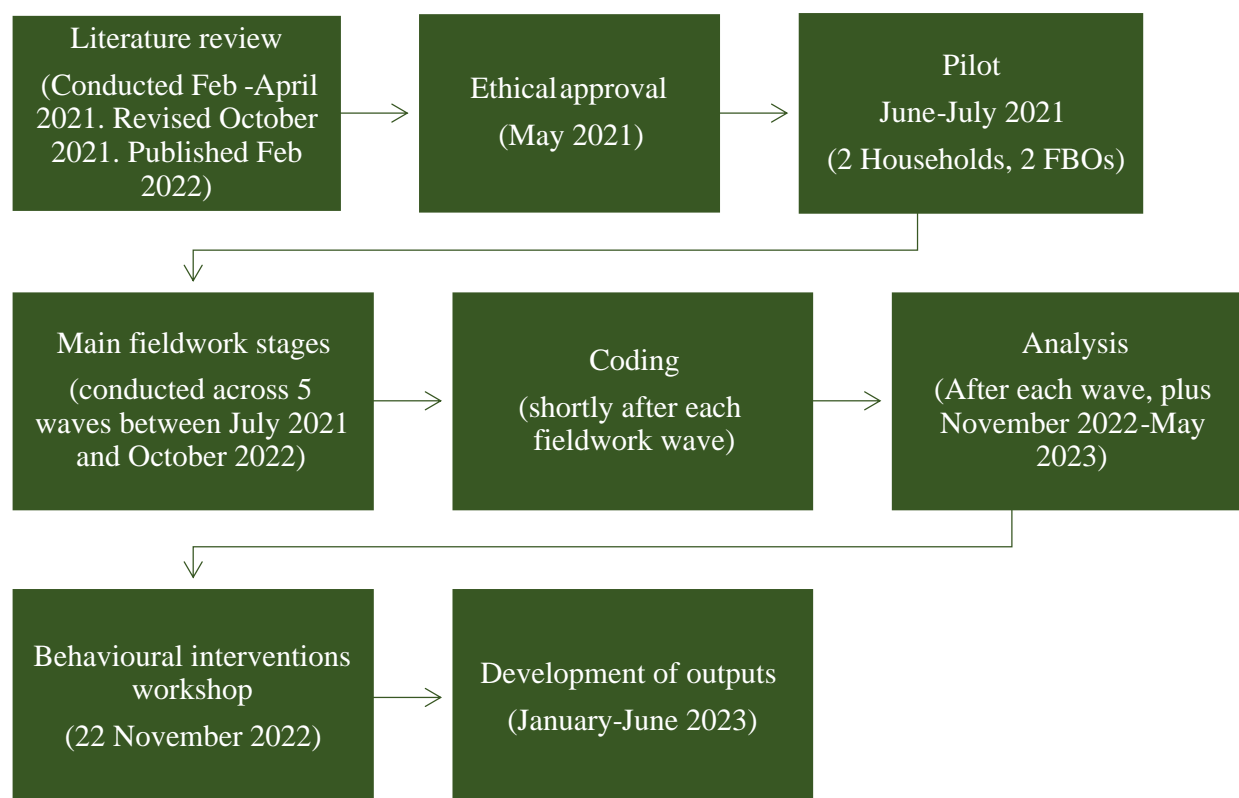 Literature review
(Conducted Feb -April
2021. Revised October
2021. Published Feb
2022)
Ethical approval
(May 2021)
Pilot
June-July 2021
(2 Households, 2 FBOs)
Main fieldwork stages
(conducted across 5
waves between July 2021
and October 2022)
Coding
(shortly after each
fieldwork wave)
Analysis
(After each wave, plus
November 2022-May
2023)
Behavioural interventions
workshop
(22 November 2022)
Development of outputs
(January-June 2023)